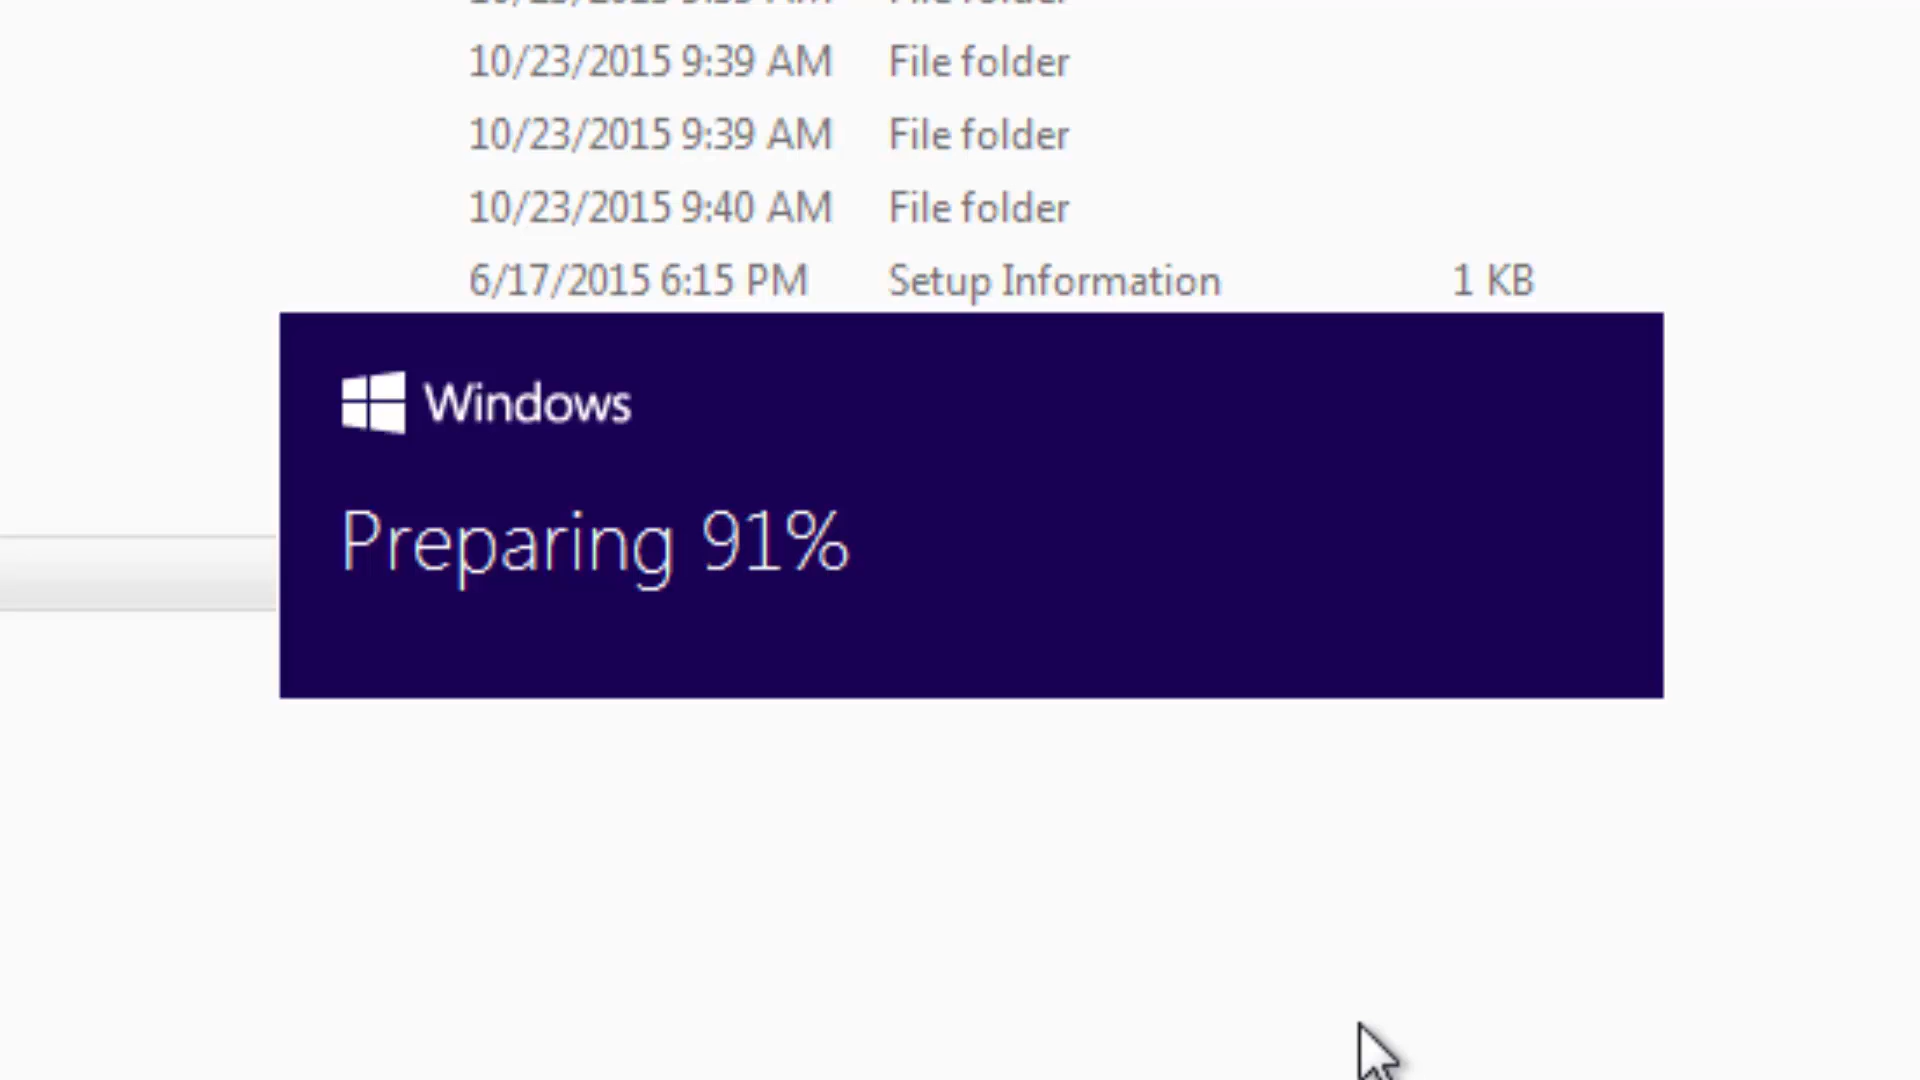 10/23/2015 9:39 AM File folder
10/23/2015 9:39 AM File folder
10/23/2015 9:40 AM File folder
6/17/2015 6:15 PM Setup Information 1 KB
Windows
Preparing 91%